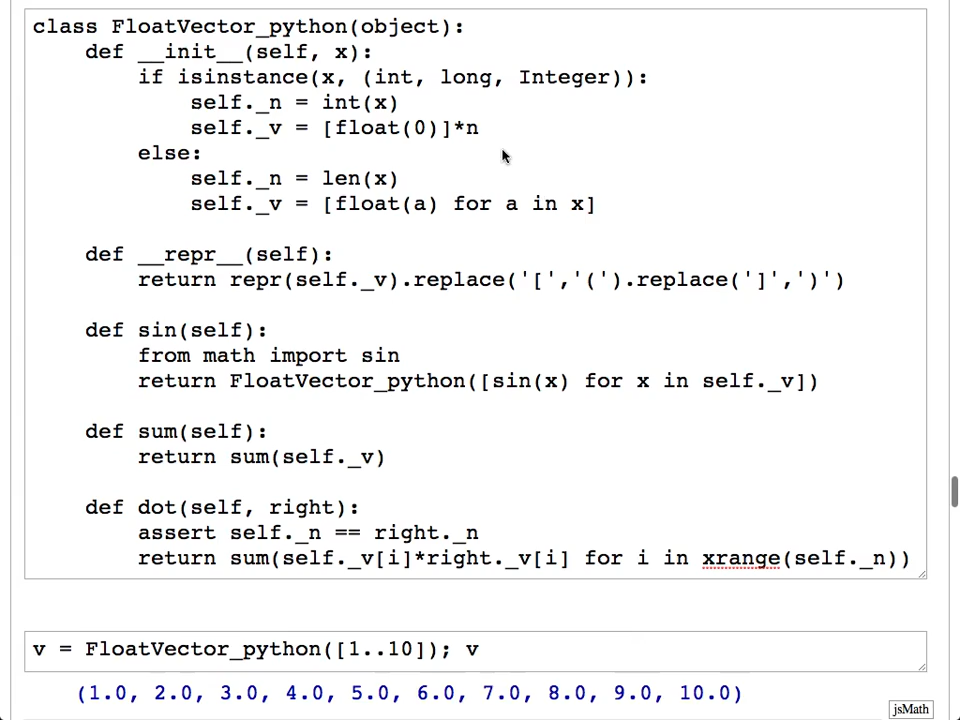 class FloatVector_python(object):
    def __init__(self, x):
        if isinstance(x, (int, long, Integer)):
            self._n = int(x)
            self._v = [float(0)]*n
        else:
            self._n = len(x)
            self._v = [float(a) for a in x]

    def __repr__(self):
        return repr(self._v).replace('[','(').replace(']',')')

    def sin(self):
        from math import sin
        return FloatVector_python([sin(x) for x in self._v])

    def sum(self):
        return sum(self._v)

    def dot(self, right):
        assert self._n == right._n
        return sum(self._v[i]*right._v[i] for i in xrange(self._n))
v = FloatVector_python([1..10]); v
(1.0, 2.0, 3.0, 4.0, 5.0, 6.0, 7.0, 8.0, 9.0, 10.0)
jsMath